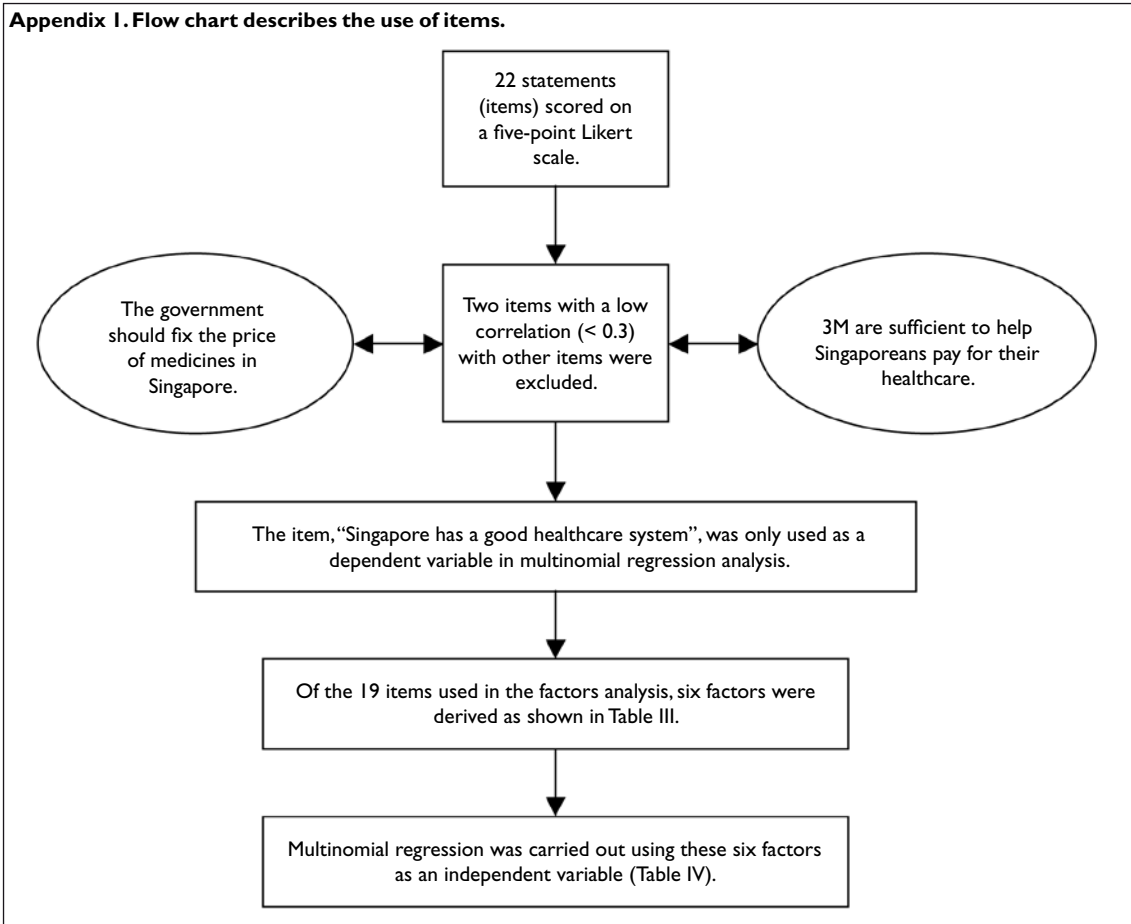 Appendix 1. Flow chart describes the use of items.
22 statements
(items) scored on
a five-point Likert
scale.
The government
should fix the price
of medicines in
Singapore.
Two items with a low
correlation (< 0.3)
with other items were
excluded.
3M are sufficient to help
Singaporeans pay for their
healthcare.
The item, “Singapore has a good healthcare system”, was only used as a
dependent variable in multinomial regression analysis.
Of the 19 items used in the factors analysis, six factors were
derived as shown in Table III.
Multinomial regression was carried out using these six factors
as an independent variable (Table IV).